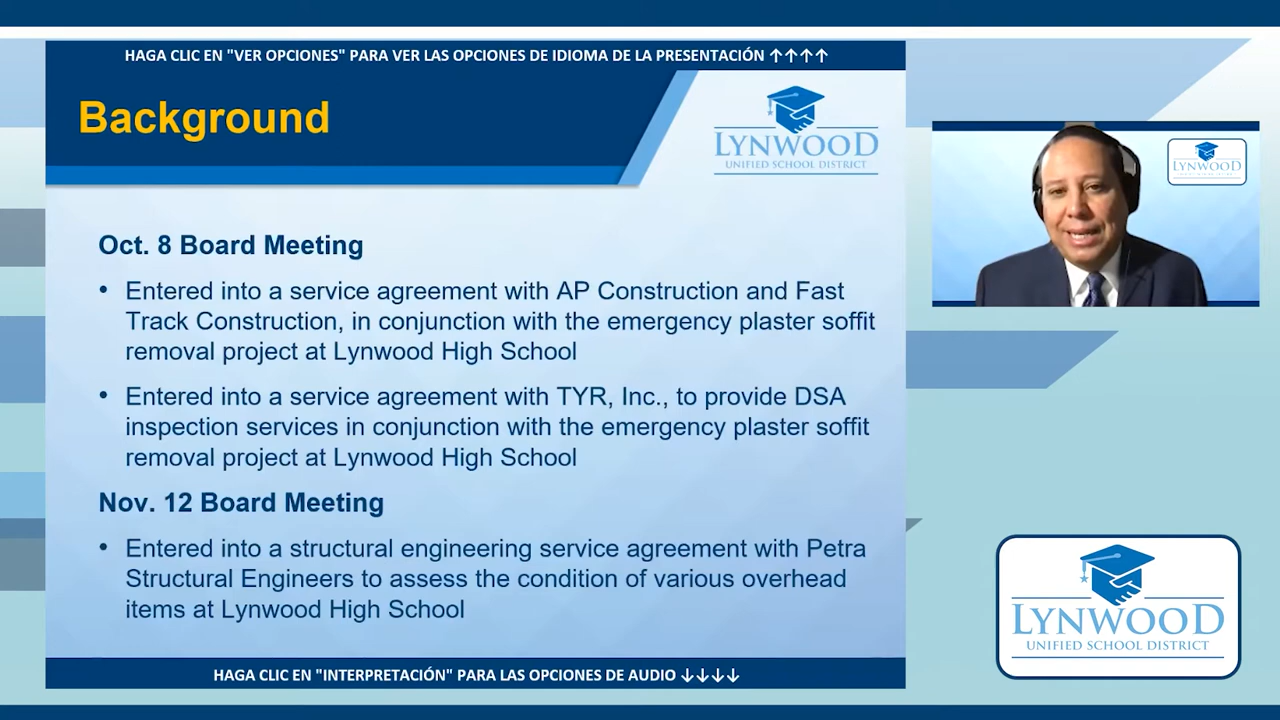 HAGA CLIC EN "VER OPCIONES" PARA VER LAS OPCIONES DE IDIOMA DE LA PRESENTACIÓN ↑↑↑↑
Background
LYNWOOD
UNIFIED SCHOOL DISTRICT
LYNWOOD
Oct. 8 Board Meeting
• Entered into a service agreement with AP Construction and Fast
Track Construction, in conjunction with the emergency plaster soffit
removal project at Lynwood High School
• Entered into a service agreement with TYR, Inc., to provide DSA
inspection services in conjunction with the emergency plaster soffit
removal project at Lynwood High School
Nov. 12 Board Meeting
• Entered into a structural engineering service agreement with Petra
Structural Engineers to assess the condition of various overhead
items at Lynwood High School
LYNWOOD
UNIFIED SCHOOL DISTRICT
HAGA CLIC EN "INTERPRETACIÓN" PARA LAS OPCIONES DE AUDIO ↓↓↓↓